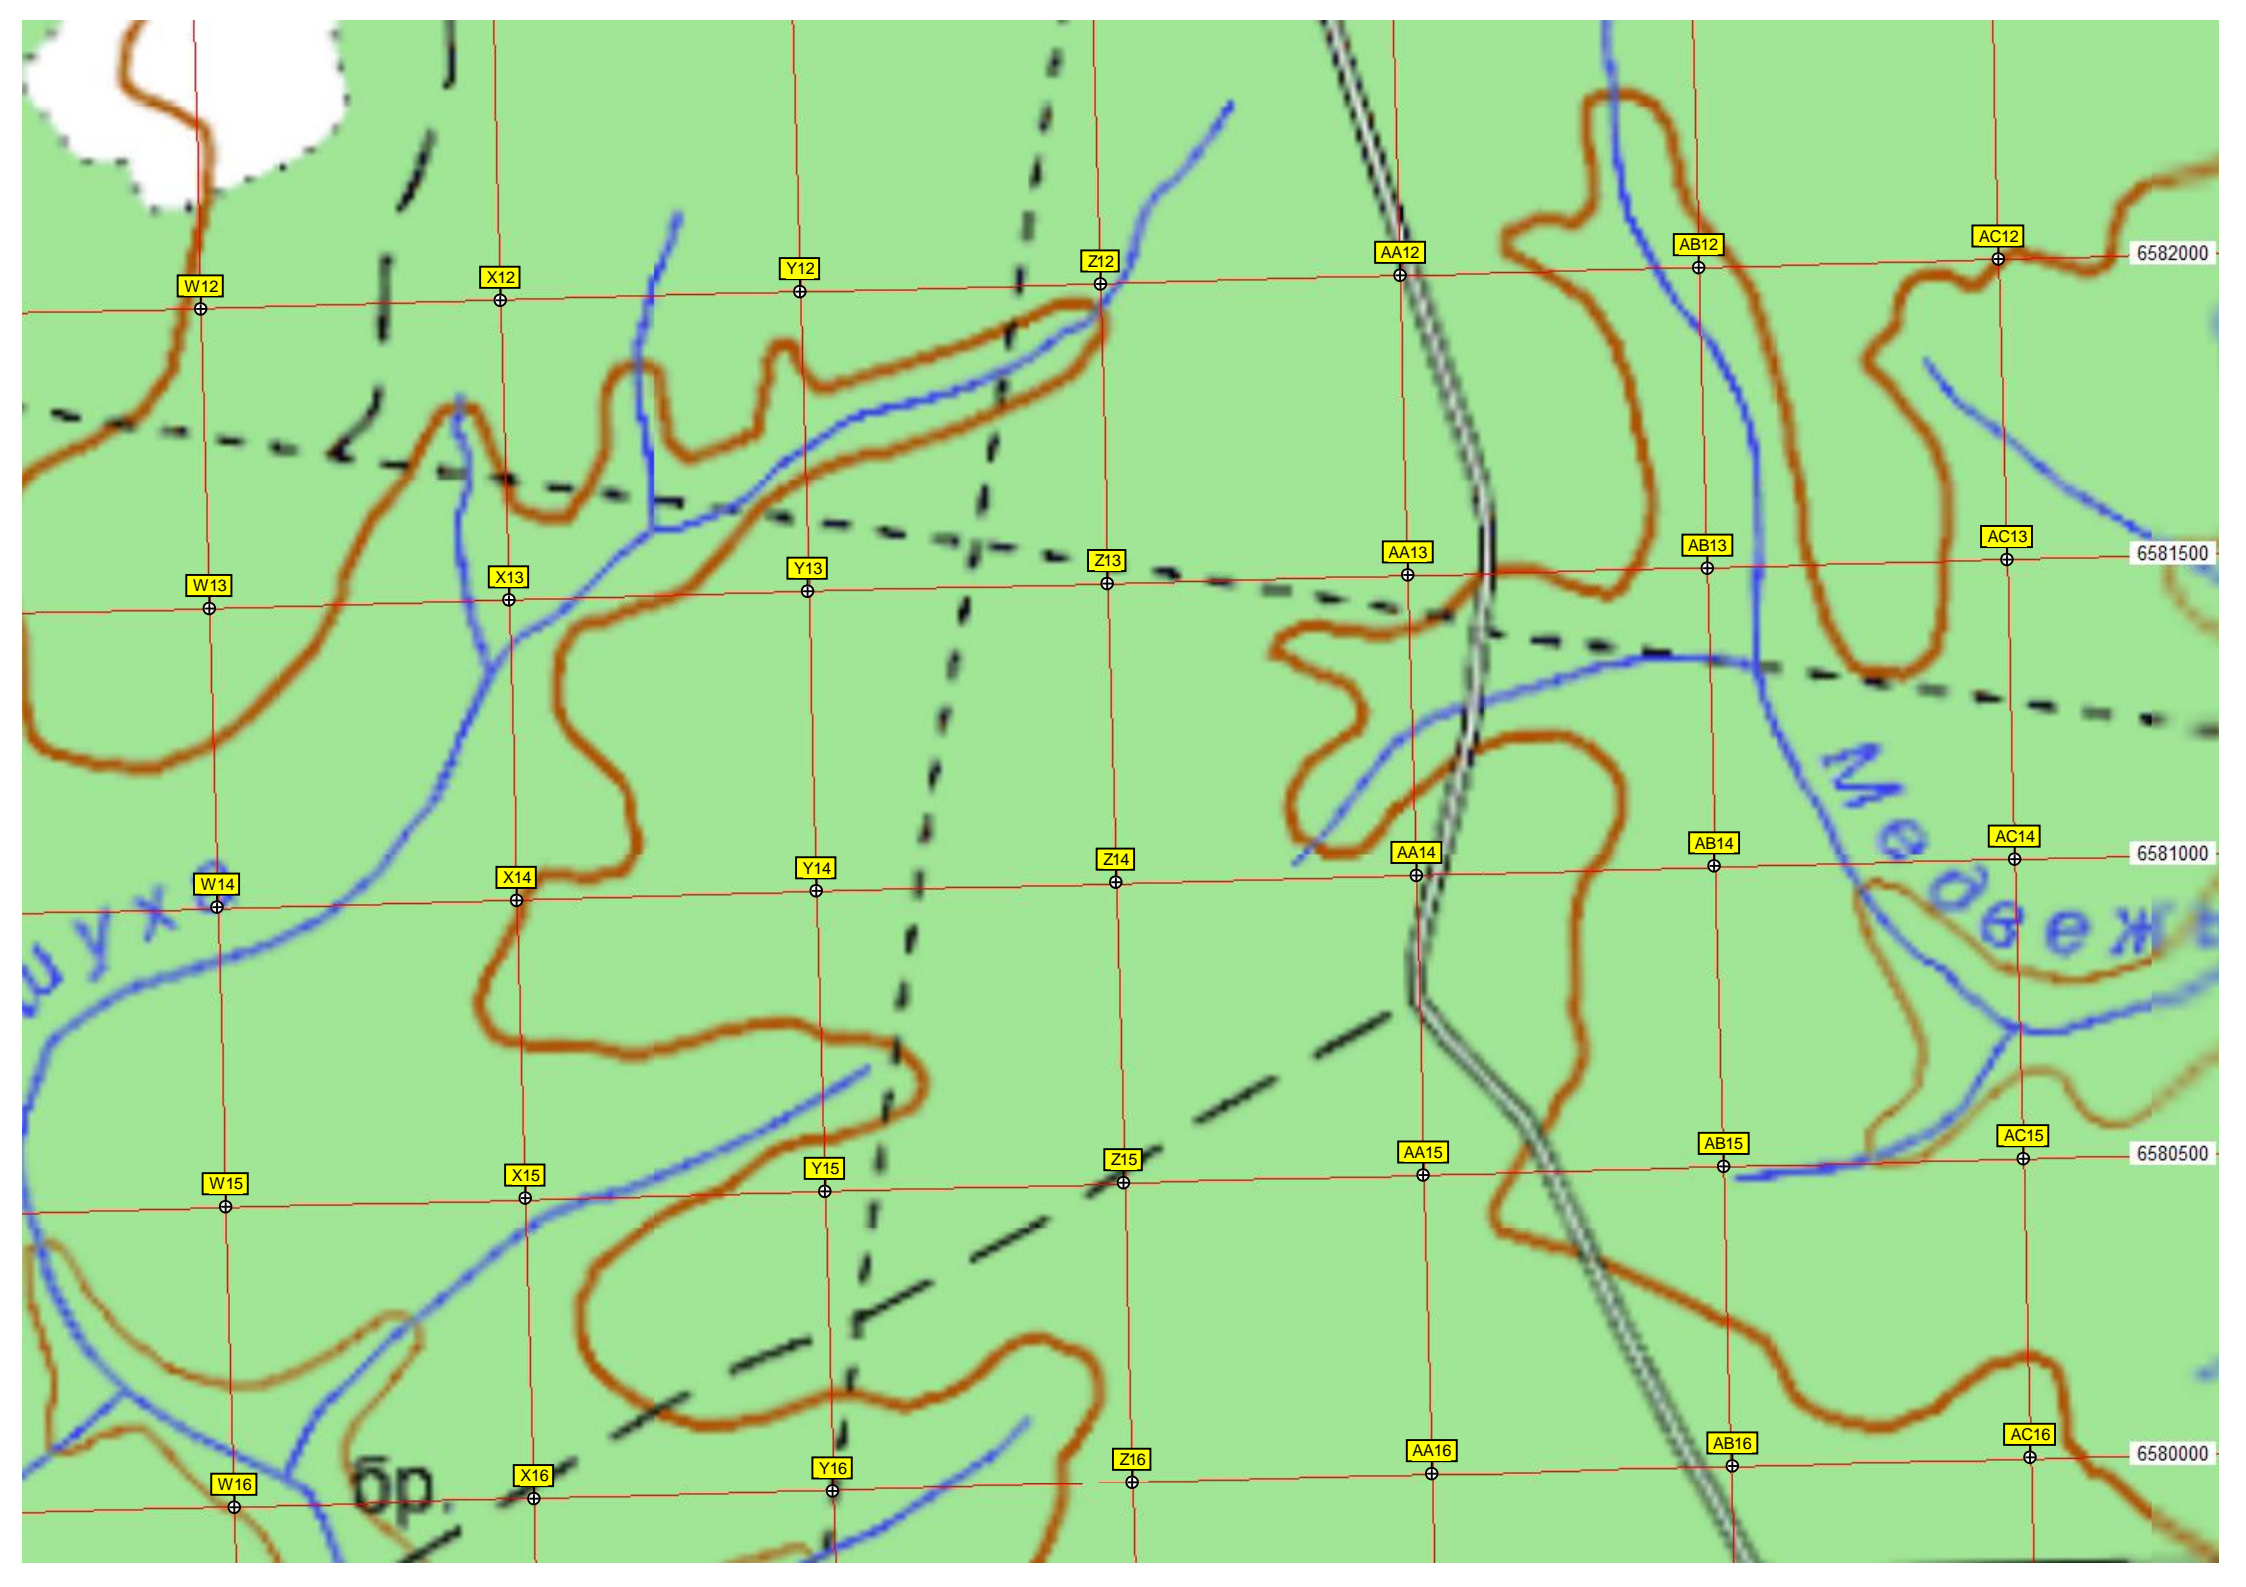 AC12
6582000
W12 X12 Y12 Z12 AA12 AB12
AC13
6581500
W13 X13 Y13 Z13 AA13 AB13
AC14
6581000
W14 X14 Y14 Z14 AA14 AB14
шуха
Медвежь
AC15
6580500
W15 X15 Y15 Z15 AA15 AB15
AC16
6580000
W16 X16 Y16 Z16 AA16 AB16
бр.